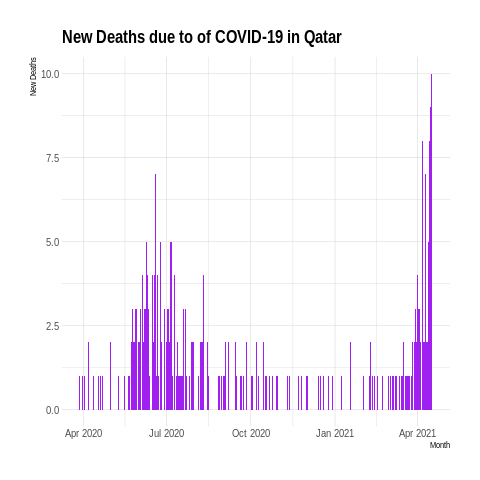 New Deaths due to of COVID-19 in Qatar
New Deaths
10.0
7.5
5.0
2.5
0.0
Apr 2020 Jul 2020 Oct 2020 Jan 2021 Apr 2021
Month